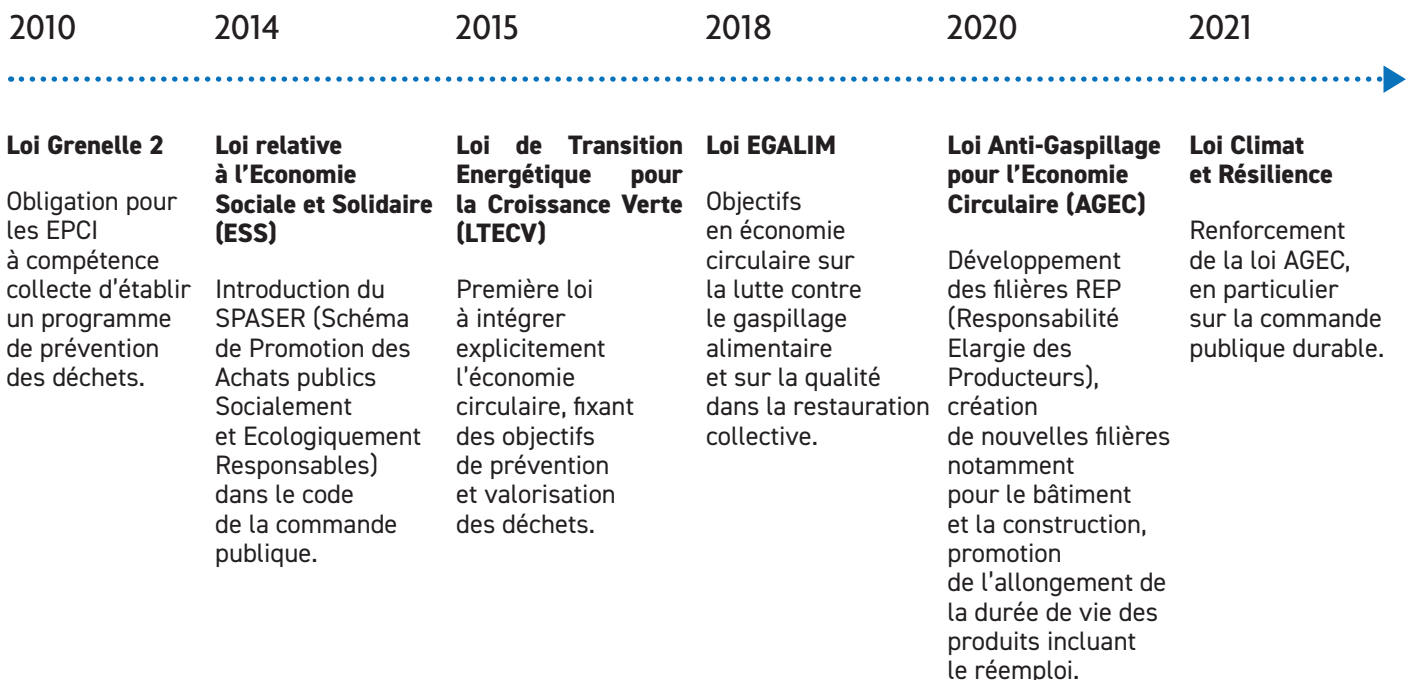 2010
2014
2015
2018
2020
2021
Loi Grenelle 2
Obligation pour
les EPCI
à compétence
collecte d'établir
un programme
de prévention
des déchets.
Loi relative
à l'Economie
Sociale et Solidaire
(ESS)
Introduction du
SPASER (Schéma
de Promotion des
Achats publics
Socialement
et Ecologiquement
Responsables)
dans le code
de la commande
publique.
Loi de Transition
Energétique pour
la Croissance Verte
(LTECV)
Première loi
à intégrer
explicitement
l'économie
circulaire, fixant
des objectifs
de prévention
et valorisation
des déchets.
Loi EGALIM
Objectifs
en économie
circulaire sur
la lutte contre
le gaspillage
alimentaire
et sur la qualité
dans la restauration
collective.
Loi Anti-Gaspillage
pour l'Economie
Circulaire (AGEC)
Développement
des filières REP
(Responsabilité
Elargie des
Producteurs),
création
de nouvelles filières
notamment
pour le bâtiment
et la construction,
promotion
de l'allongement de
la durée de vie des
produits incluant
le réemploi.
Loi Climat
et Résilience
Renforcement
de la loi AGEC,
en particulier
sur la commande
publique durable.